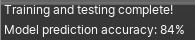 Training and testing complete!
Model prediction accuracy: 84%